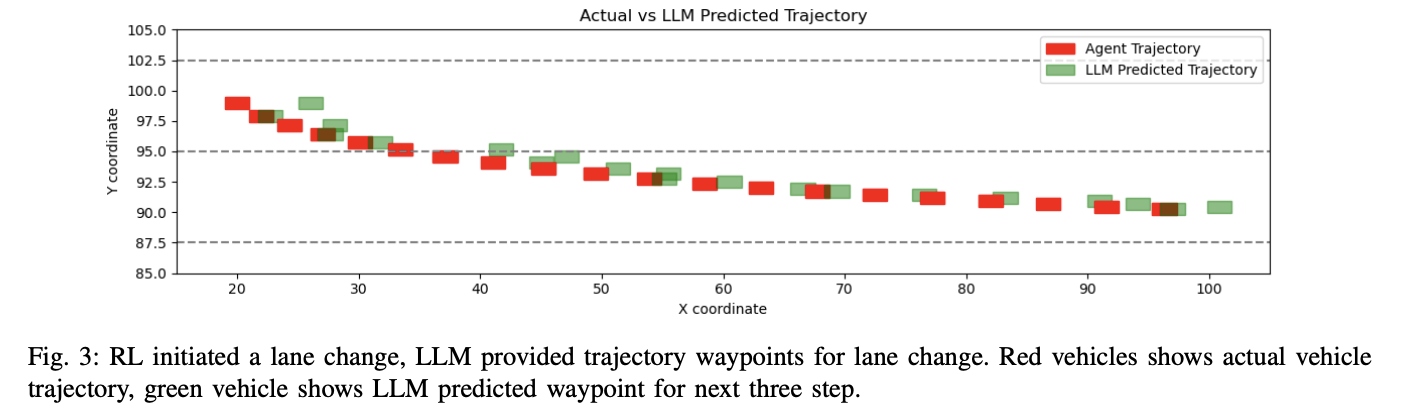 Actual vs LLM Predicted Trajectory
105.0
102.5
100.0
97.5
95.0
92.5
90.0
87.5
85.0
Y coordinate
Agent Trajectory
LLM Predicted Trajectory
20 30 40 50 60 70 80 90 100
X coordinate
Fig. 3: RL initiated a lane change, LLM provided trajectory waypoints for lane change. Red vehicles shows actual vehicle
trajectory, green vehicle shows LLM predicted waypoint for next three step.